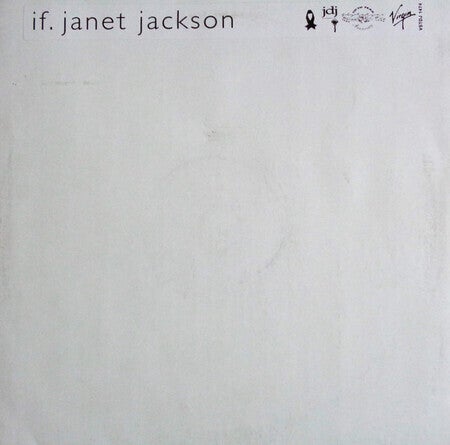 if. janet jackson
jdj
Virgin